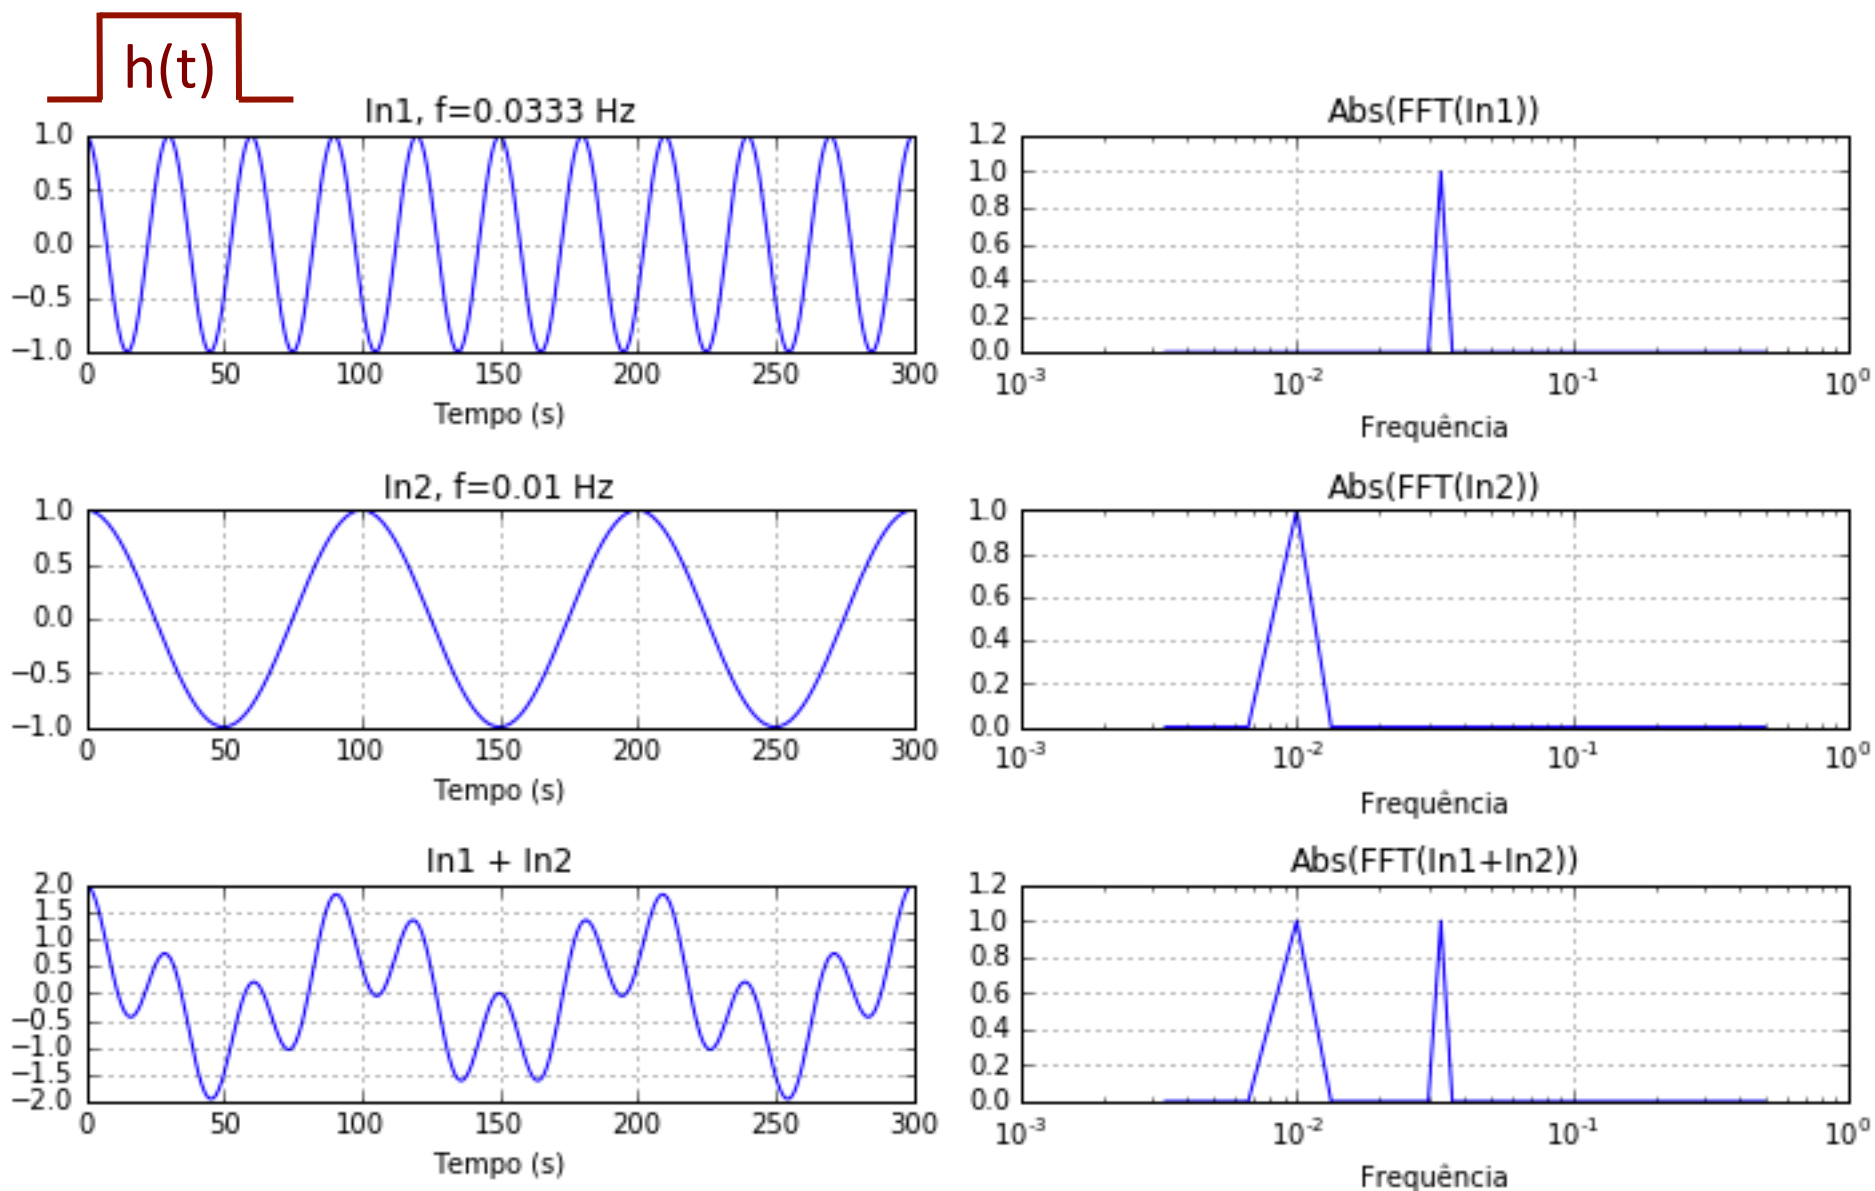 h(t)
In1, f=0.0333 Hz
1.0
0.5
0.0
−0.5
−1.0
0 50 100 150 200 250 300
Tempo (s)
Abs(FFT(In1))
1.2
1.0
0.8
0.6
0.4
0.2
0.0
10⁻³ 10⁻² 10⁻¹ 10⁰
Frequência
In2, f=0.01 Hz
1.0
0.5
0.0
−0.5
−1.0
0 50 100 150 200 250 300
Tempo (s)
Abs(FFT(In2))
1.0
0.8
0.6
0.4
0.2
0.0
10⁻³ 10⁻² 10⁻¹ 10⁰
Frequência
In1 + In2
2.0
1.5
1.0
0.5
0.0
−0.5
−1.0
−1.5
−2.0
0 50 100 150 200 250 300
Tempo (s)
Abs(FFT(In1+In2))
1.2
1.0
0.8
0.6
0.4
0.2
0.0
10⁻³ 10⁻² 10⁻¹ 10⁰
Frequência